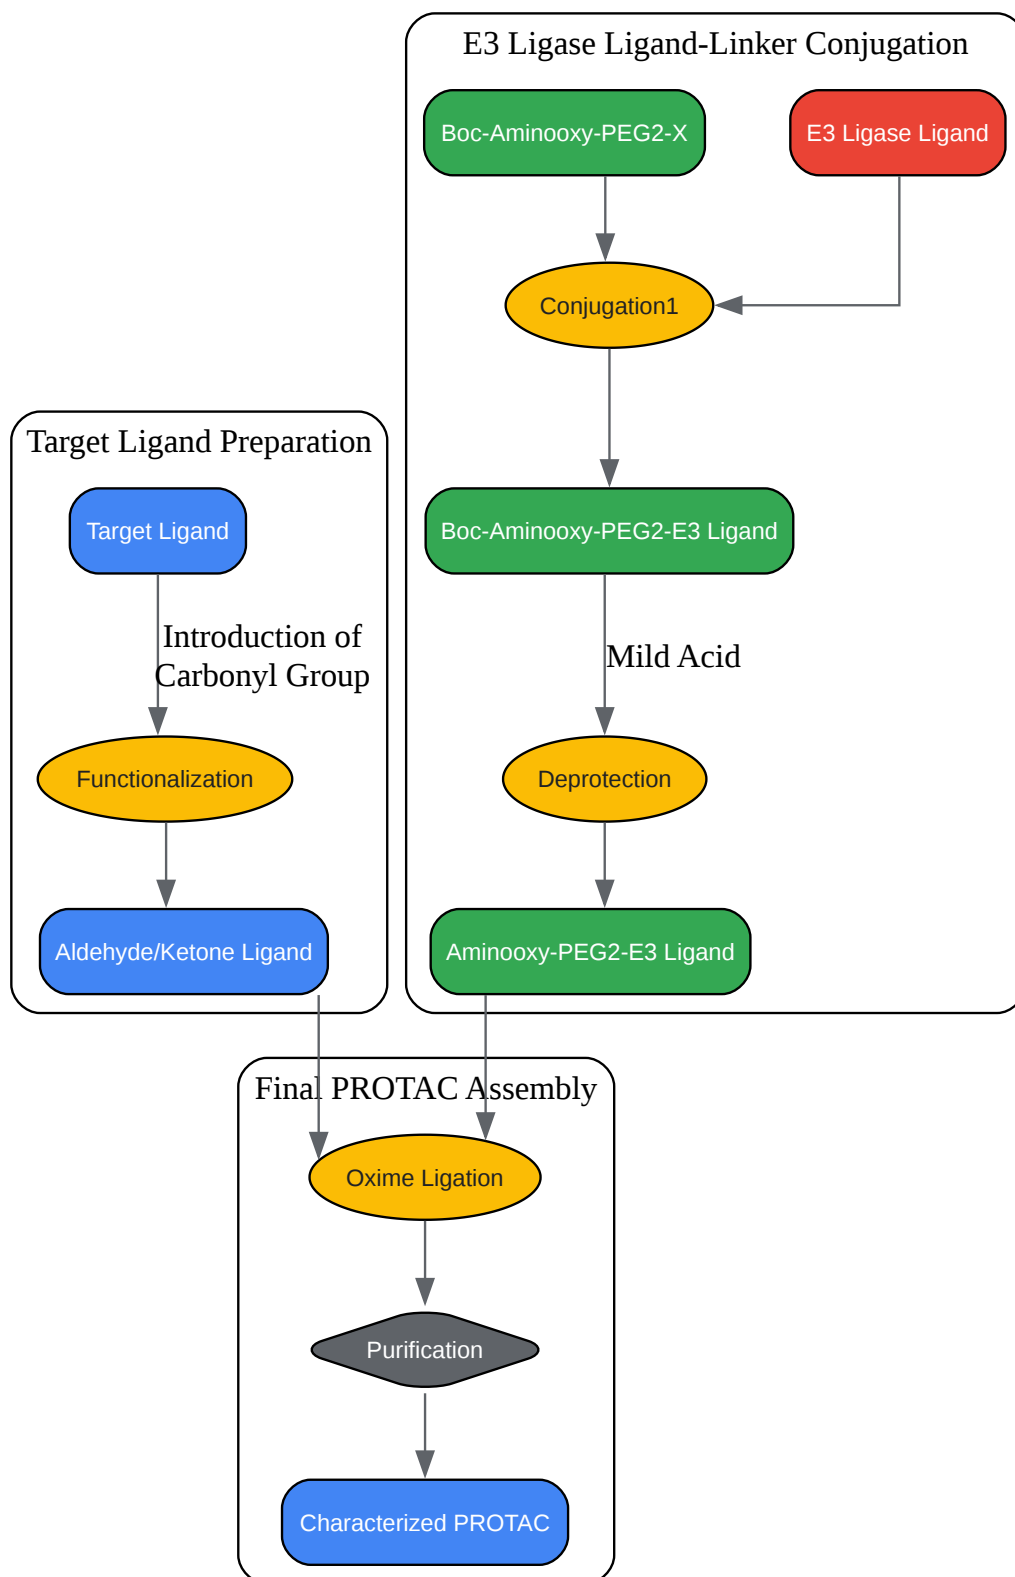 E3 Ligase Ligand-Linker Conjugation
Boc-Aminooxy-PEG2-X
E3 Ligase Ligand
Conjugation1
Boc-Aminooxy-PEG2-E3 Ligand
Mild Acid
Deprotection
Aminooxy-PEG2-E3 Ligand
Target Ligand Preparation
Target Ligand
Introduction of
Carbonyl Group
Functionalization
Aldehyde/Ketone Ligand
Final PROTAC Assembly
Oxime Ligation
Purification
Characterized PROTAC